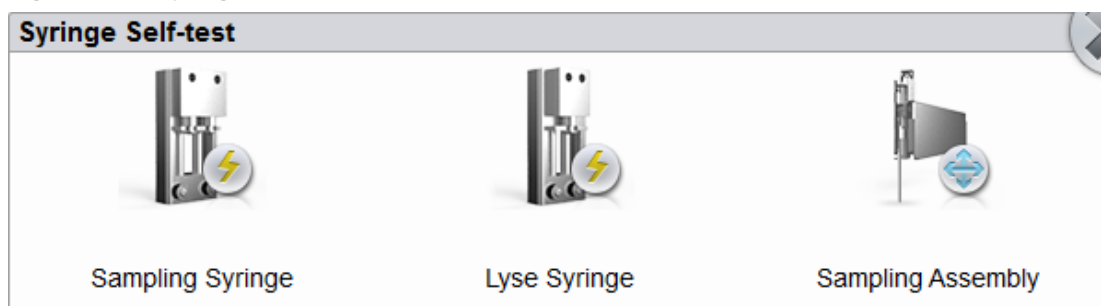 Syringe Self-test
Sampling Syringe
Lyse Syringe
Sampling Assembly